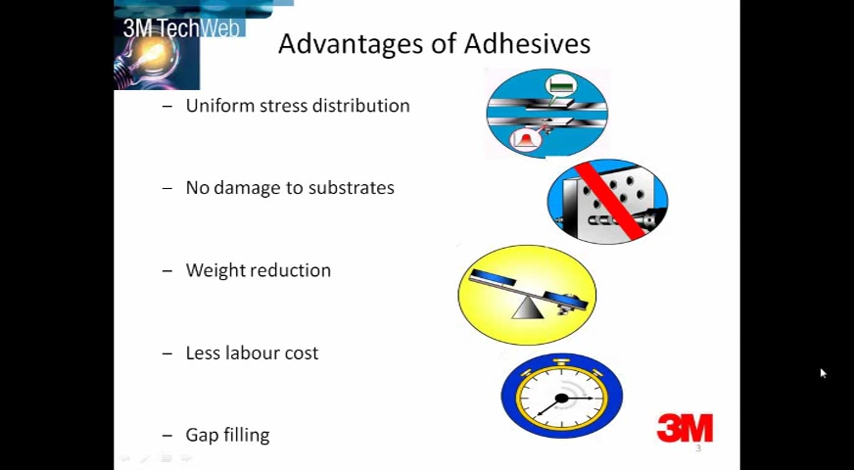 3M TechWeb
Advantages of Adhesives
– Uniform stress distribution
– No damage to substrates
– Weight reduction
– Less labour cost
– Gap filling
3M
3